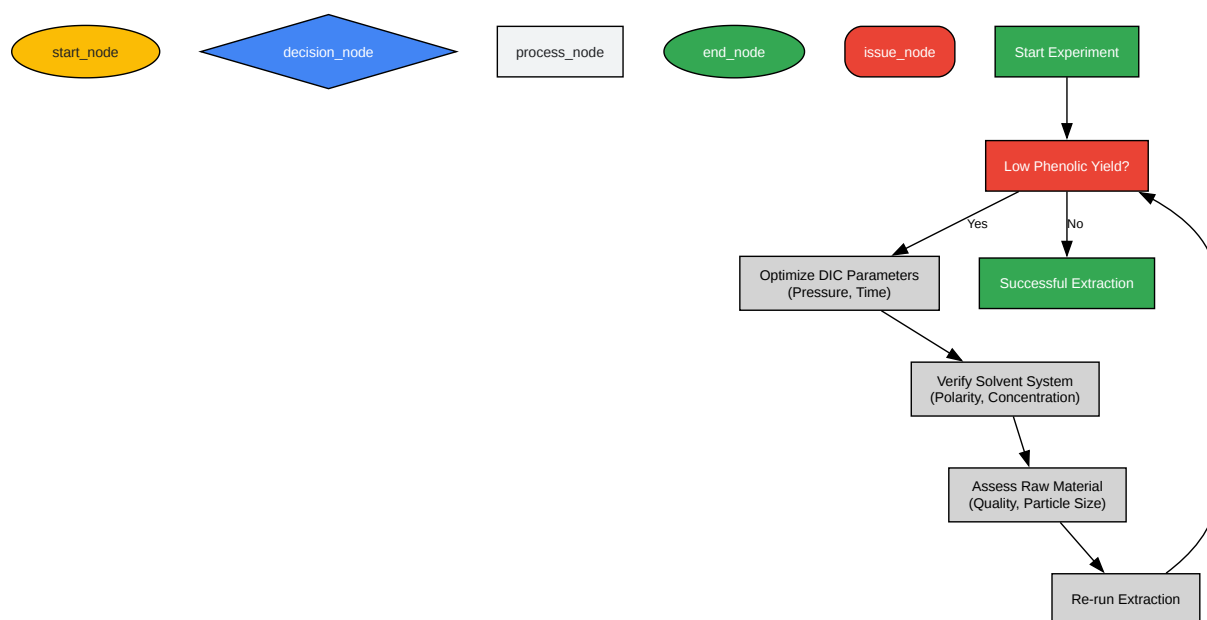 start_node
decision_node
process_node
end_node
issue_node
Start Experiment
Low Phenolic Yield?
Yes
No
Optimize DIC Parameters
(Pressure, Time)
Successful Extraction
Verify Solvent System
(Polarity, Concentration)
Assess Raw Material
(Quality, Particle Size)
Re-run Extraction